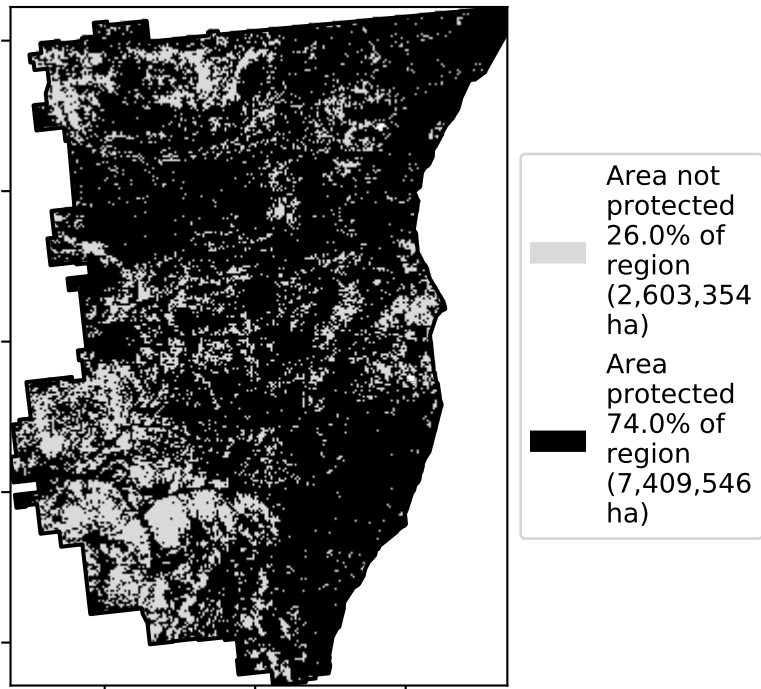 Area not
protected
26.0% of
region
(2,603,354
ha)
Area
protected
74.0% of
region
(7,409,546
ha)